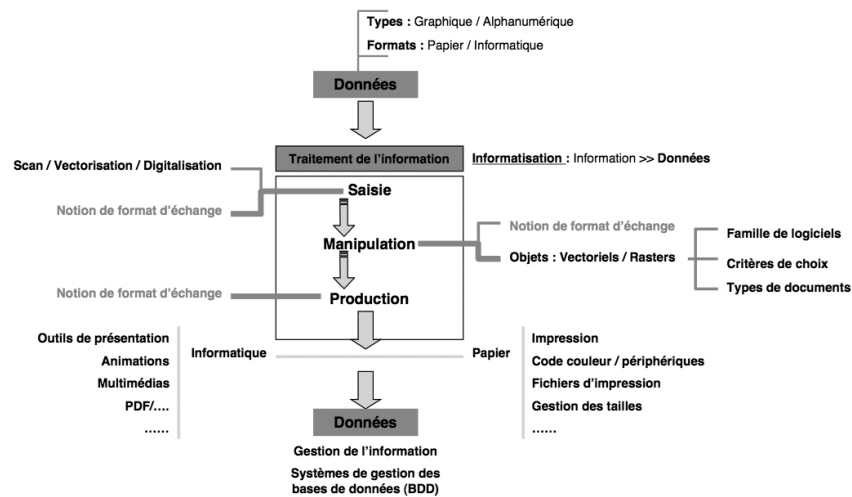 Types : Graphique / Alphanumérique
Formats : Papier / Informatique
Données
Traitement de l'information
Informatisation : Information >> Données
Scan / Vectorisation / Digitalisation
Saisie
Notion de format d'échange
Notion de format d'échange
Manipulation
Objets : Vectoriels / Rasters
Famille de logiciels
Critères de choix
Types de documents
Notion de format d'échange
Production
Outils de présentation
Animations
Multimédias
PDF/....
......
Informatique
Papier
Impression
Code couleur / périphériques
Fichiers d'impression
Gestion des tailles
......
Données
Gestion de l'information
Systèmes de gestion des
bases de données (BDD)